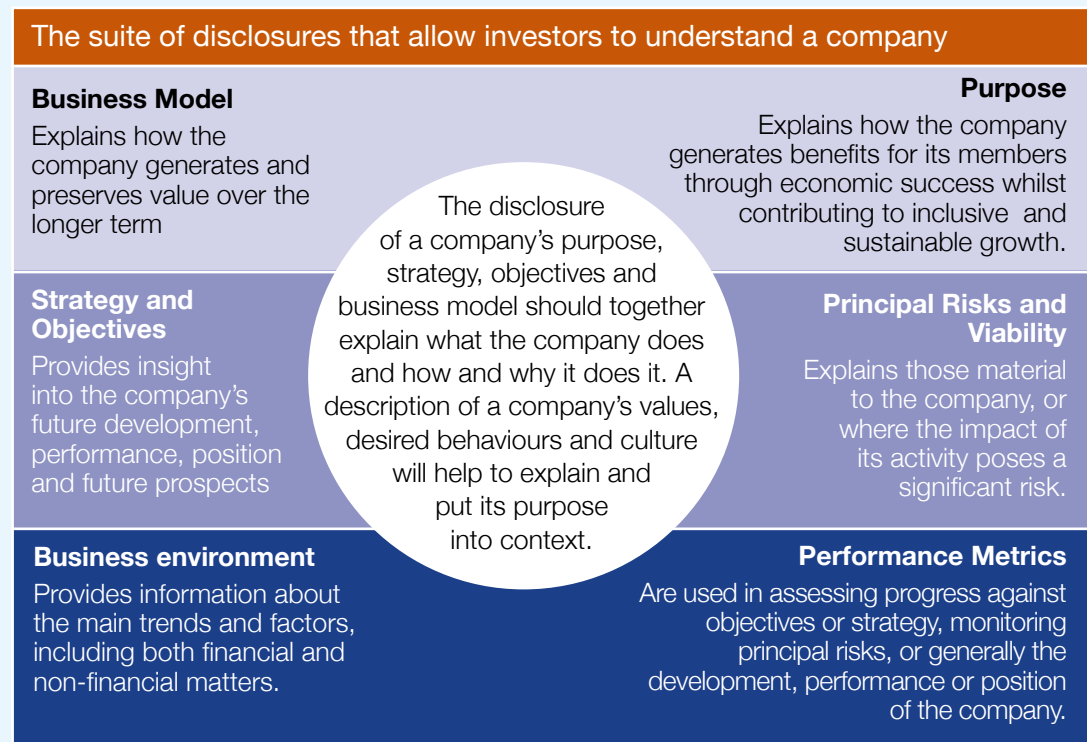 The suite of disclosures that allow investors to understand a company
Business Model
Explains how the
company generates and
preserves value over the
longer term
Purpose
Explains how the company
generates benefits for its members
through economic success whilst
contributing to inclusive and
sustainable growth.
The disclosure
of a company’s purpose,
strategy, objectives and
business model should together
explain what the company does
and how and why it does it. A
description of a company’s values,
desired behaviours and culture
will help to explain and
put its purpose
into context.
Strategy and
Objectives
Provides insight
into the company’s
future development,
performance, position
and future prospects
Principal Risks and
Viability
Explains those material
to the company, or
where the impact of
its activity poses a
significant risk.
Business environment
Provides information about
the main trends and factors,
including both financial and
non-financial matters.
Performance Metrics
Are used in assessing progress against
objectives or strategy, monitoring
principal risks, or generally the
development, performance or position
of the company.